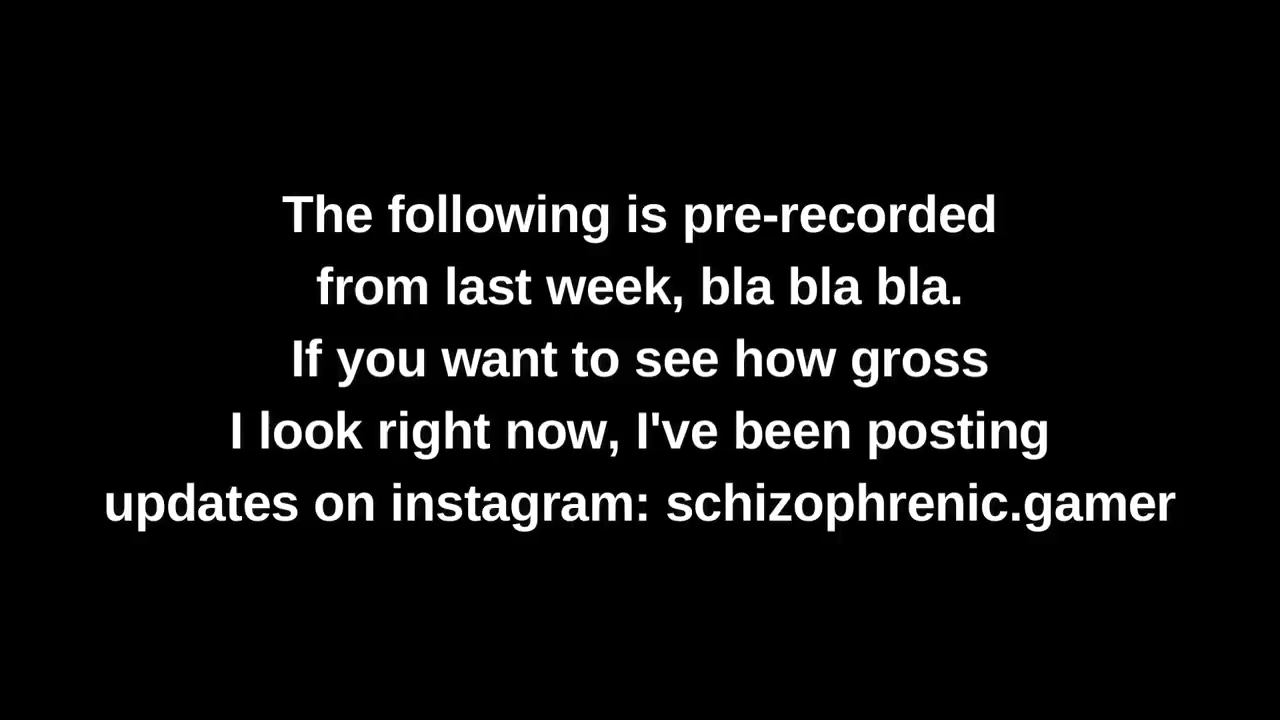 The following is pre-recorded
from last week, bla bla bla.
If you want to see how gross
I look right now, I've been posting
updates on instagram: schizophrenic.gamer